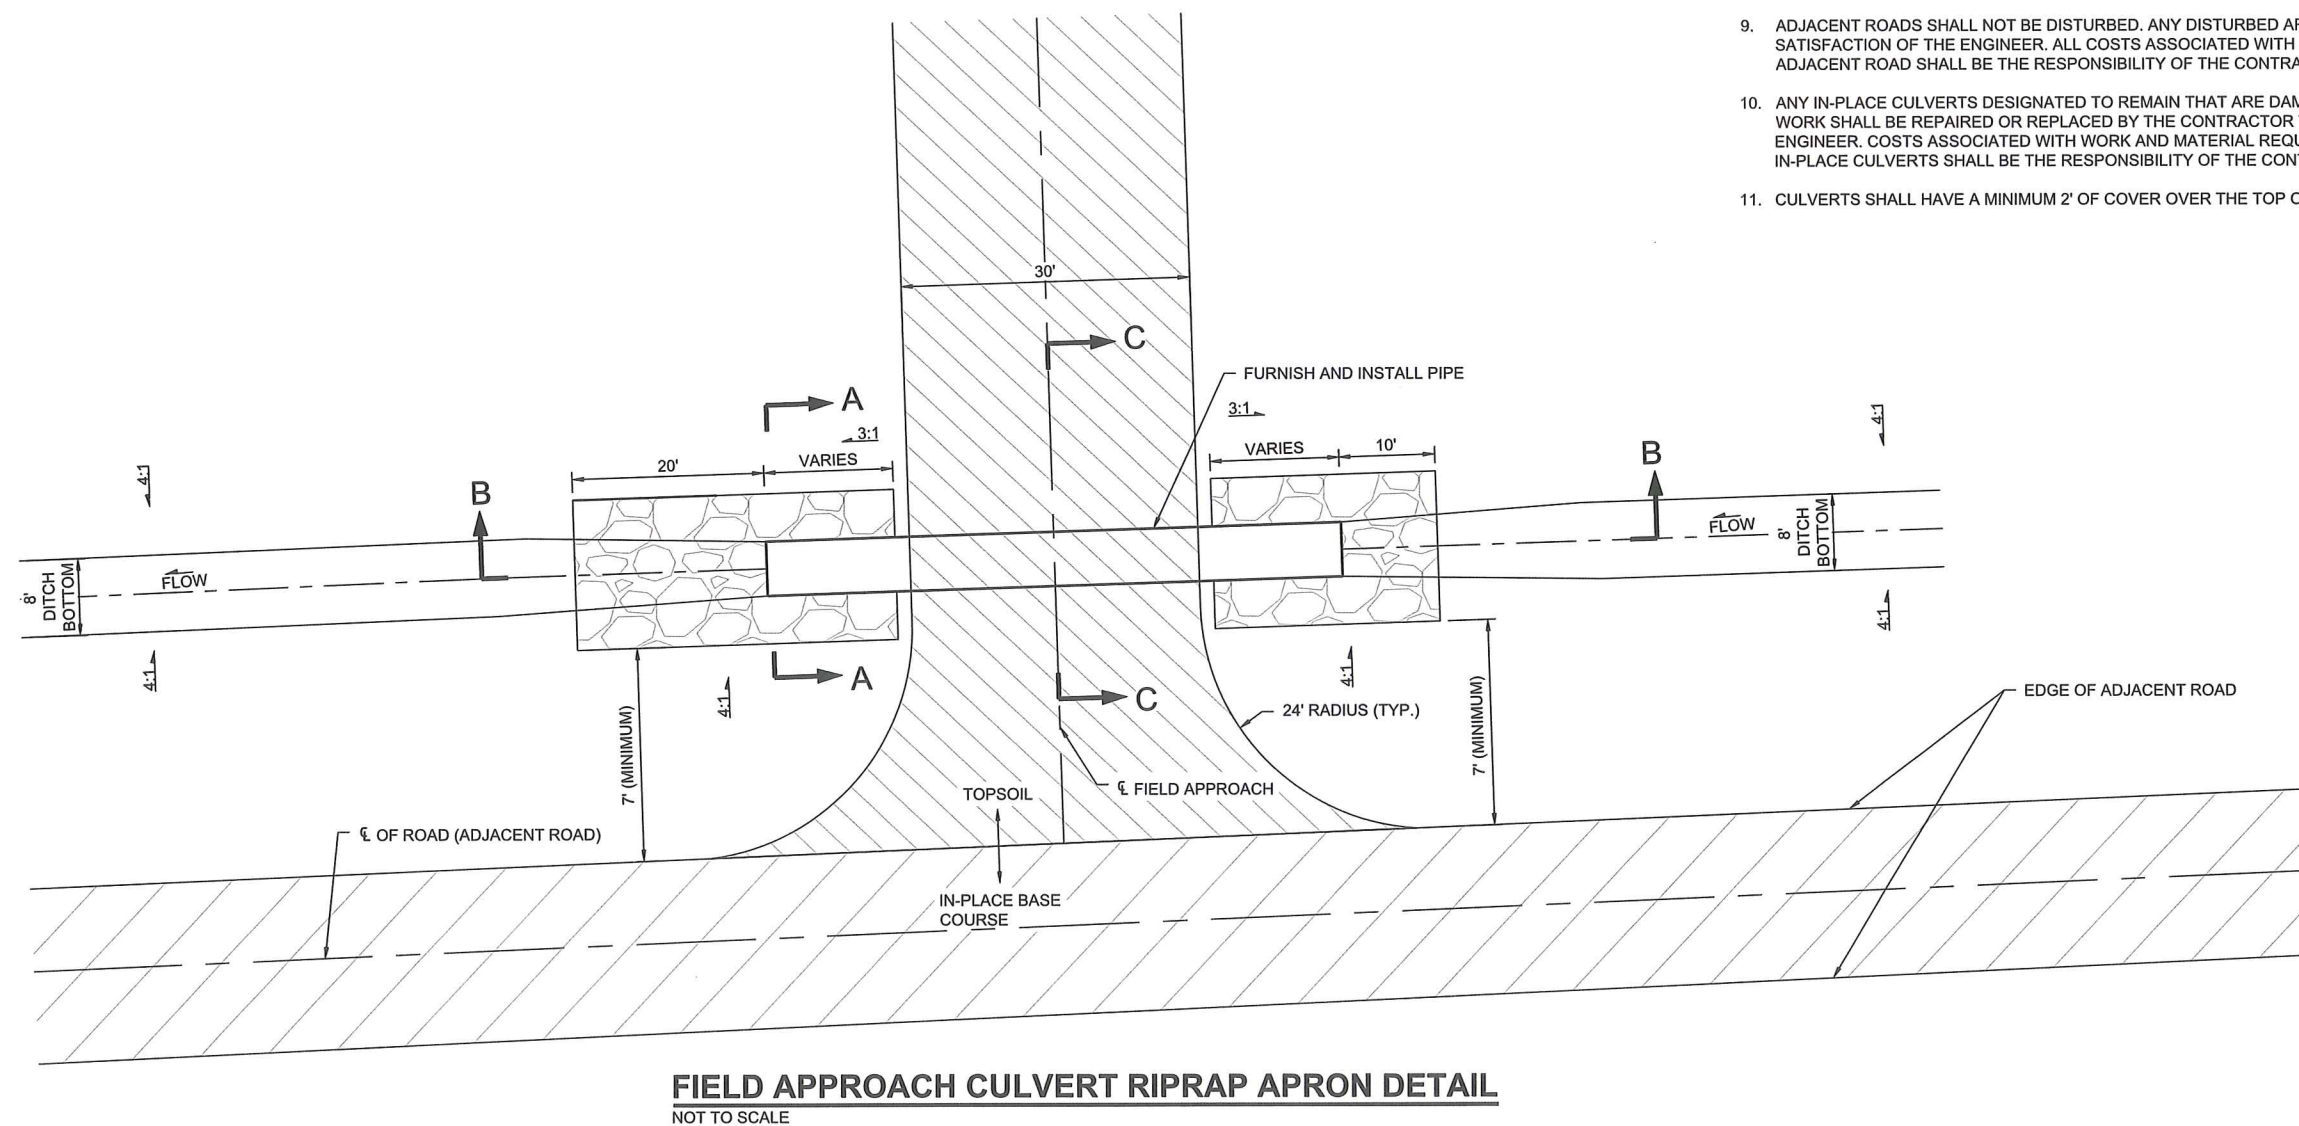 9. ADJACENT ROADS SHALL NOT BE DISTURBED. ANY DISTURBED
SATISFACTION OF THE ENGINEER. ALL COSTS ASSOCIATED WITH
ADJACENT ROAD SHALL BE THE RESPONSIBILITY OF THE
10. ANY IN-PLACE CULVERTS DESIGNATED TO REMAIN THAT ARE
WORK SHALL BE REPAIRED OR REPLACED BY THE CONTRACTOR
ENGINEER. COSTS ASSOCIATED WITH WORK AND MATERIAL
IN-PLACE CULVERTS SHALL BE THE RESPONSIBILITY OF THE
11. CULVERTS SHALL HAVE A MINIMUM 2' OF COVER OVER THE TOP
30'
C
FURNISH AND INSTALL PIPE
A
3:1
3:1
4:1
4:1
20'
VARIES
VARIES
10'
B
B
FLOW
8'
DITCH
BOTTOM
FLOW
8'
DITCH
BOTTOM
4:1
4:1
4:1
4:1
A
C
24' RADIUS (TYP.)
EDGE OF ADJACENT ROAD
7' (MINIMUM)
7' (MINIMUM)
TOPSOIL
℄ FIELD APPROACH
℄ OF ROAD (ADJACENT ROAD)
IN-PLACE BASE
COURSE
FIELD APPROACH CULVERT RIPRAP APRON DETAIL
NOT TO SCALE